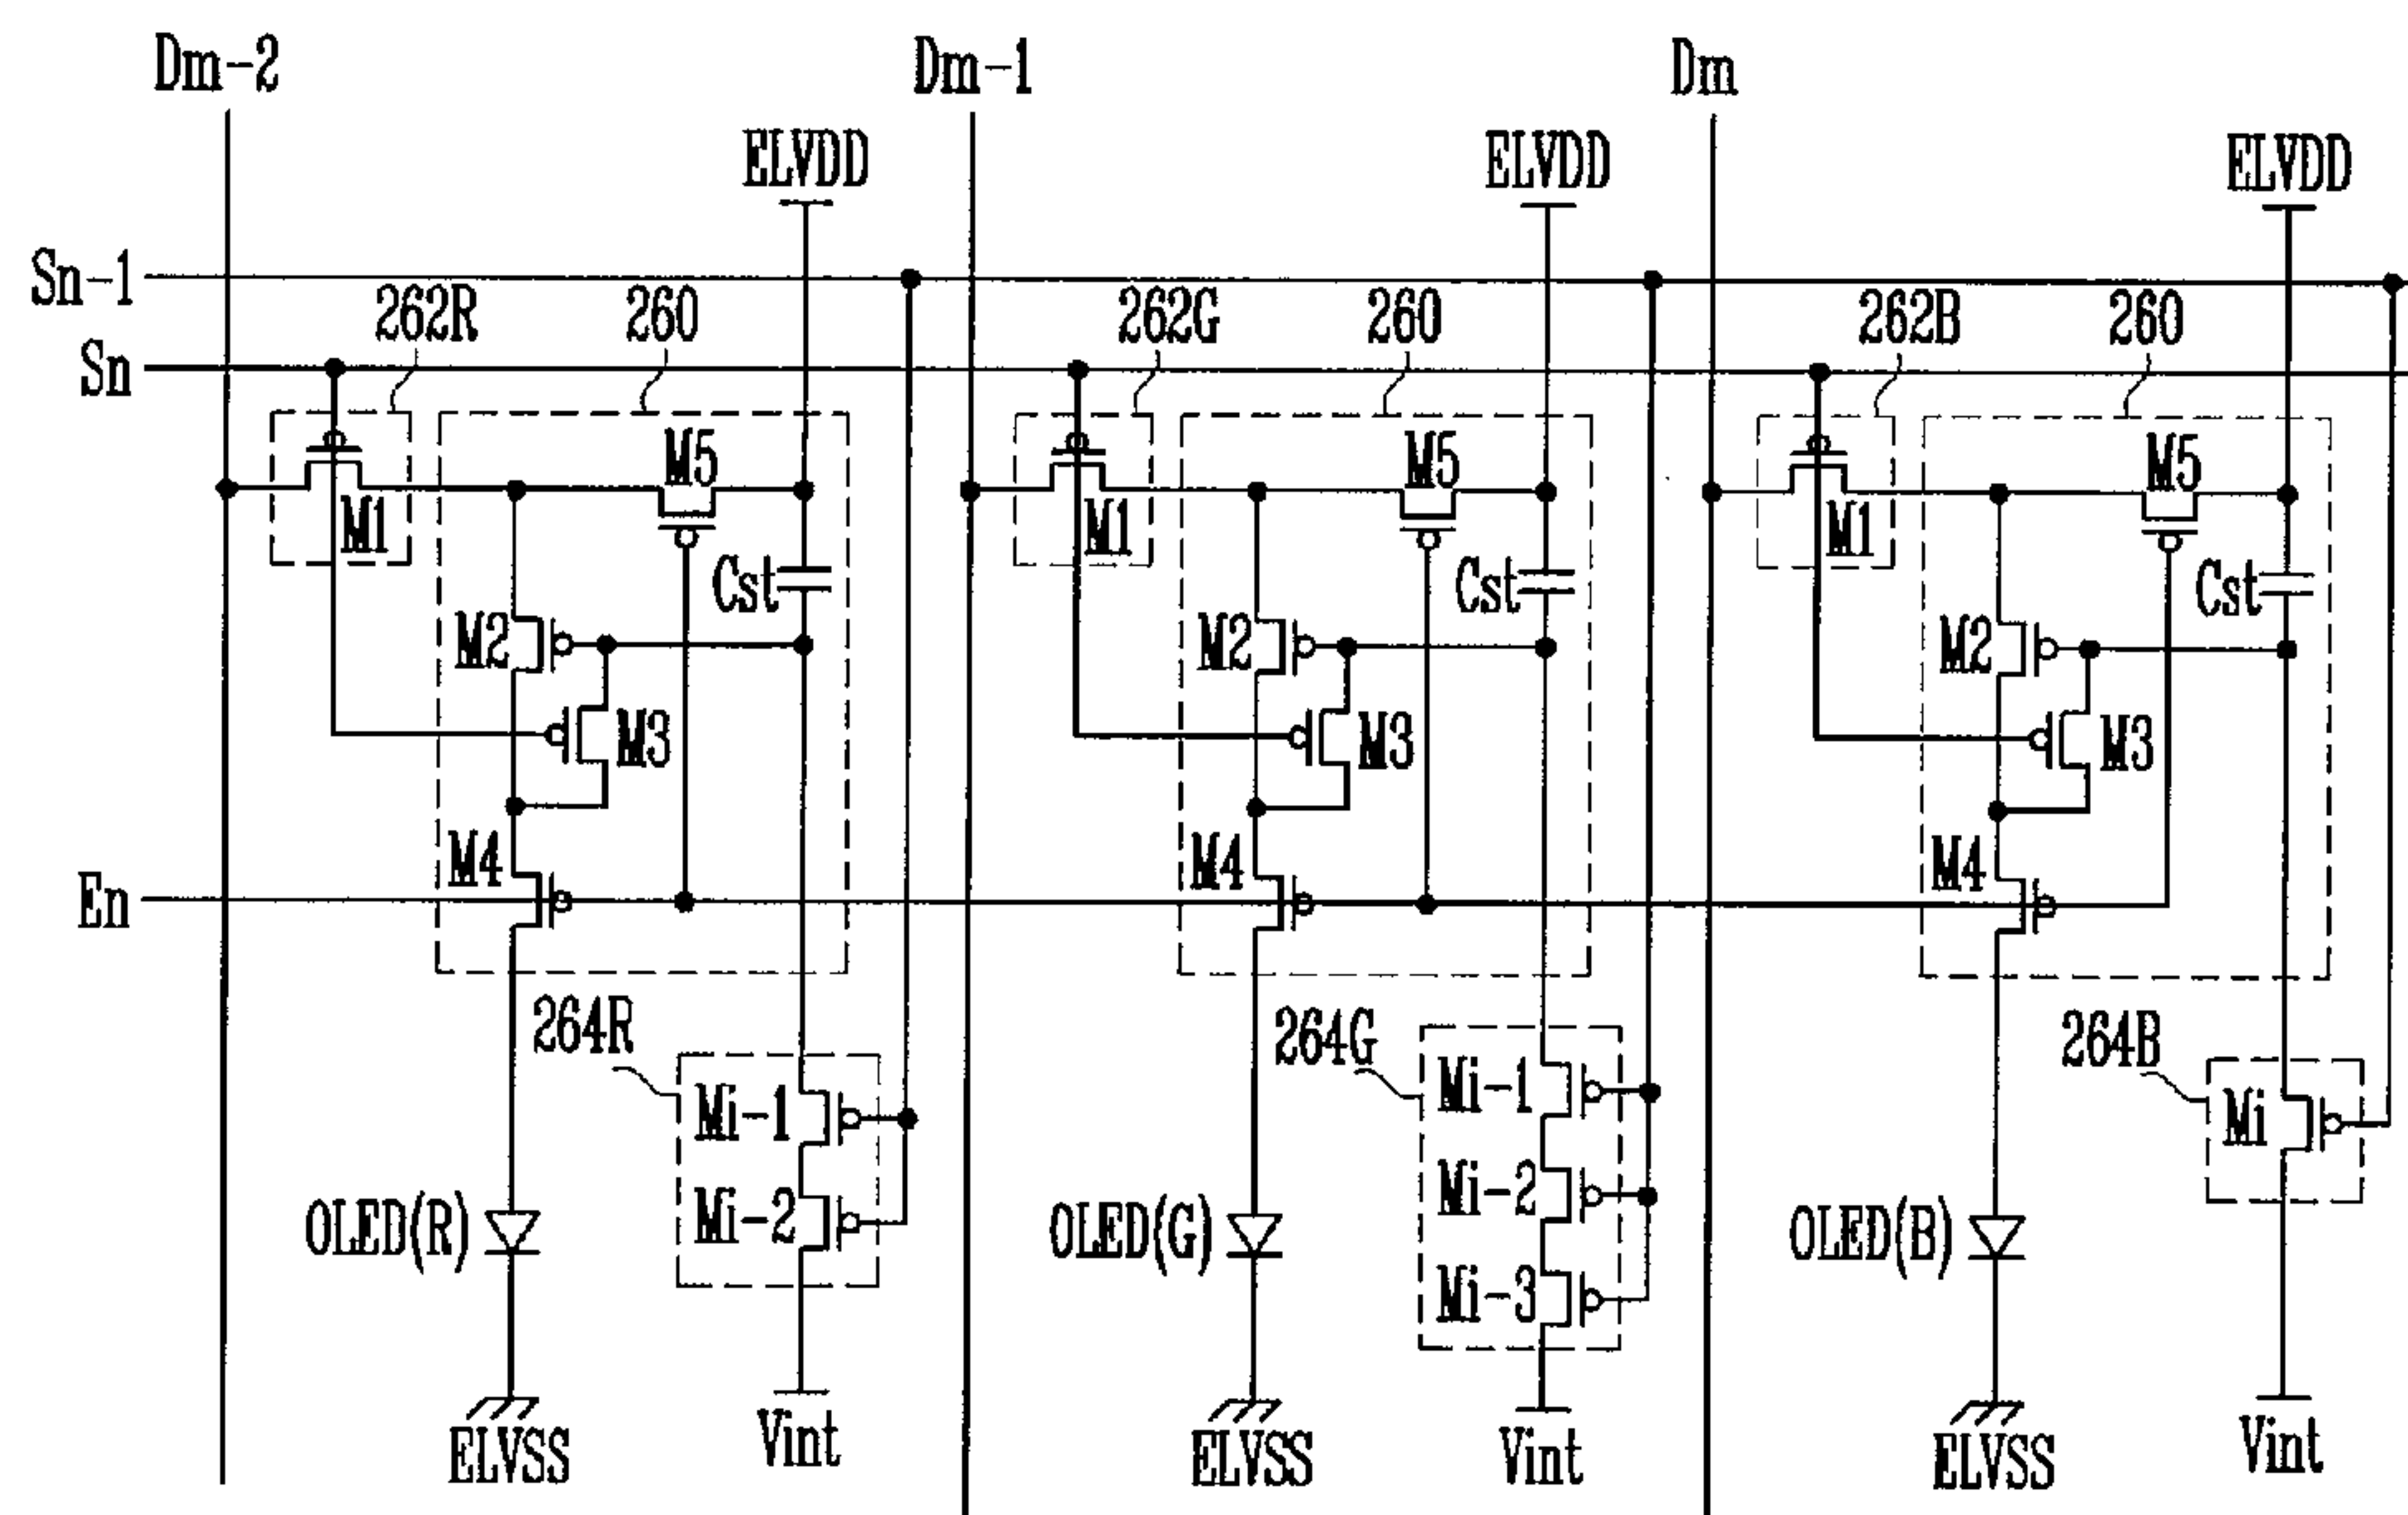 Dm-2
Dm-1
Dm
ELVDD
ELVDD
ELVDD
Sn-1
262R
260
262G
260
262B
260
Sn
M5
M5
M5
M1
M1
M1
Cst
Cst
Cst
M2
M2
M2
M3
M3
M3
M4
M4
M4
En
264R
264G
264B
Mi-1
Mi-1
Mi
Mi-2
Mi-2
OLED(R)
OLED(G)
OLED(B)
Mi-3
Vint
Vint
Vint
ELVSS
ELVSS
ELVSS